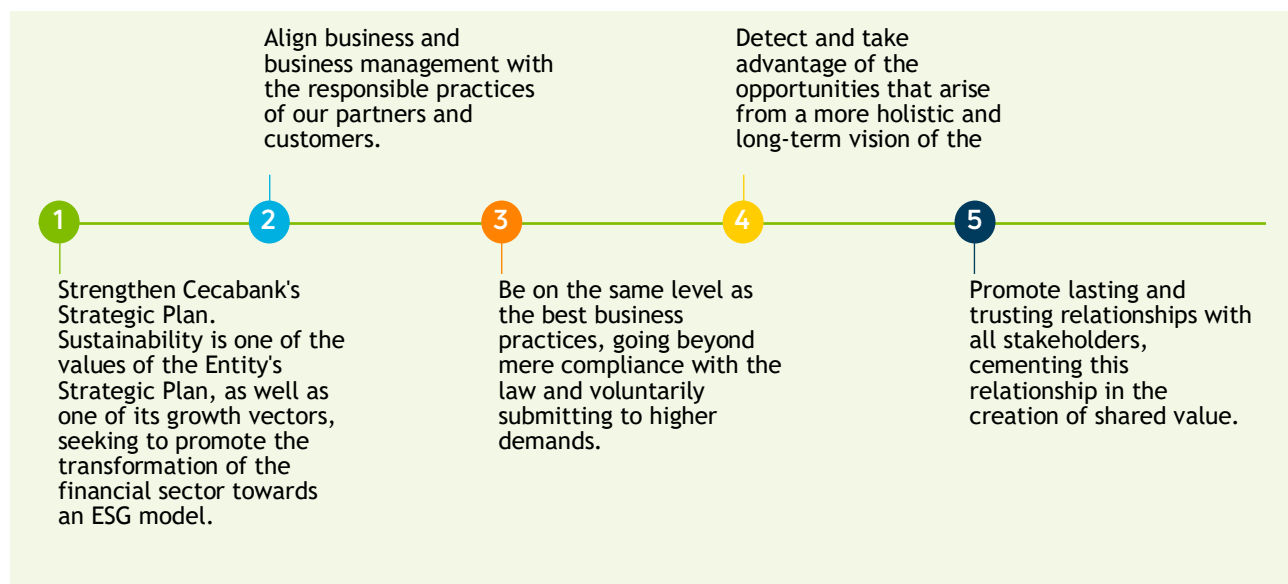 1
Strengthen Cecabank's
Strategic Plan.
Sustainability is one of the
values of the Entity's
Strategic Plan, as well as
one of its growth vectors,
seeking to promote the
transformation of the
financial sector towards
an ESG model.
2
Align business and
business management with
the responsible practices
of our partners and
customers.
3
Be on the same level as
the best business
practices, going beyond
mere compliance with the
law and voluntarily
submitting to higher
demands.
4
Detect and take
advantage of the
opportunities that arise
from a more holistic and
long-term vision of the
5
Promote lasting and
trusting relationships with
all stakeholders,
cementing this
relationship in the
creation of shared value.